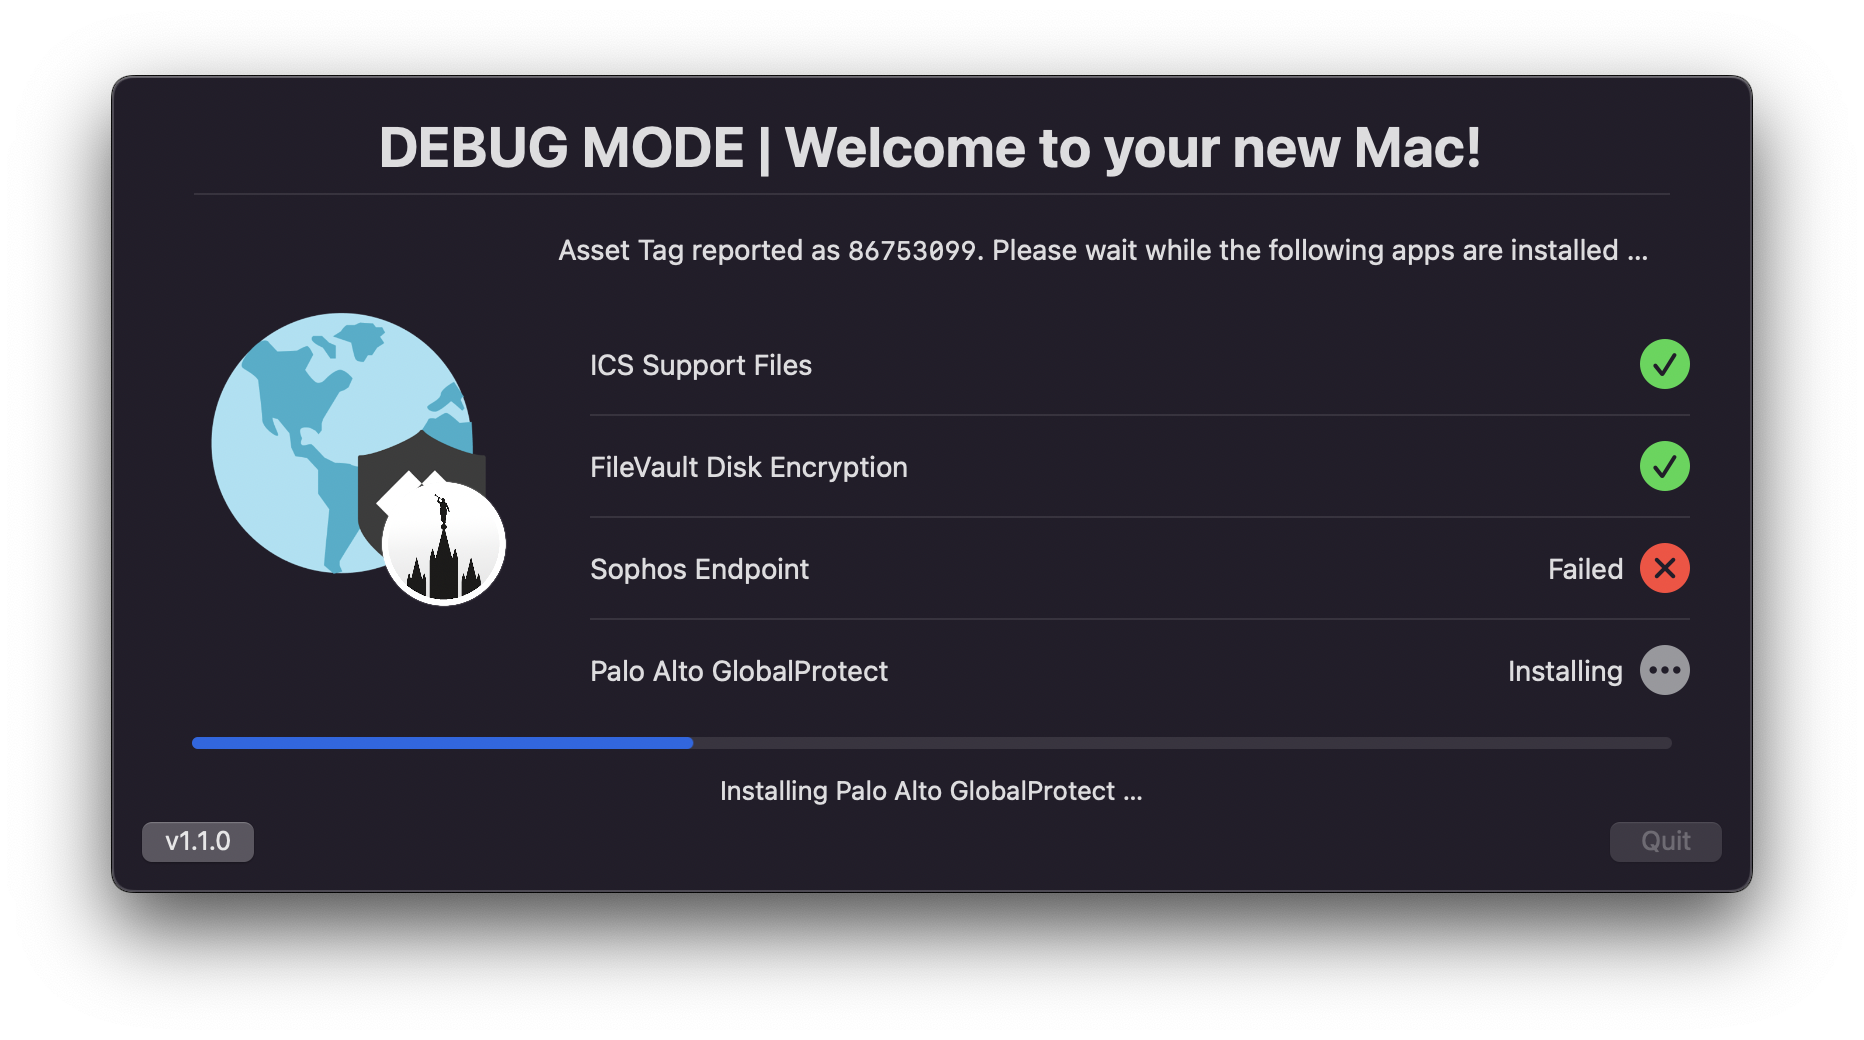 DEBUG MODE | Welcome to your new Mac!
Asset Tag reported as 86753099. Please wait while the following apps are installed ...
ICS Support Files
FileVault Disk Encryption
Sophos Endpoint Failed
Palo Alto GlobalProtect Installing
Installing Palo Alto GlobalProtect ...
v1.1.0 Quit